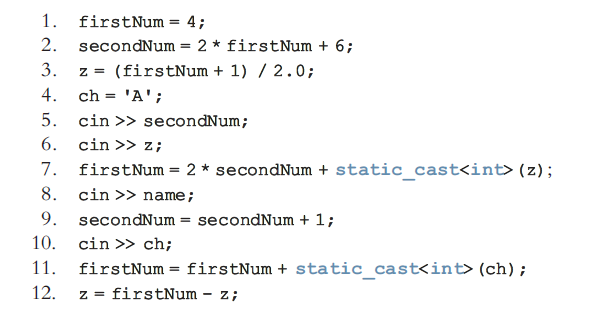 1. firstNum = 4;
2. secondNum = 2 * firstNum + 6;
3. z = (firstNum + 1) / 2.0;
4. ch = 'A';
5. cin >> secondNum;
6. cin >> z;
7. firstNum = 2 * secondNum + static_cast<int>(z);
8. cin >> name;
9. secondNum = secondNum + 1;
10. cin >> ch;
11. firstNum = firstNum + static_cast<int>(ch);
12. z = firstNum - z;